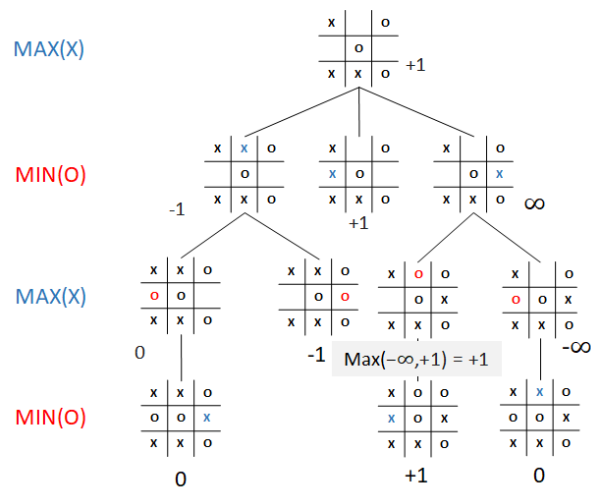 x o
MAX(X)
o
x x o
+1
x x o
x o
x o
MIN(O)
o
x o
o x
x x o
x x o
x x o
-1
+1
∞
x x o
x x o
x o o
x o
MAX(X)
o o
o o
o x
o o x
x x o
x x o
x x o
x x o
0
-1
Max(−∞,+1) = +1
-∞
x x o
x o o
x x o
MIN(O)
o o x
x o x
o o x
x x o
x x o
x x o
0
+1
0